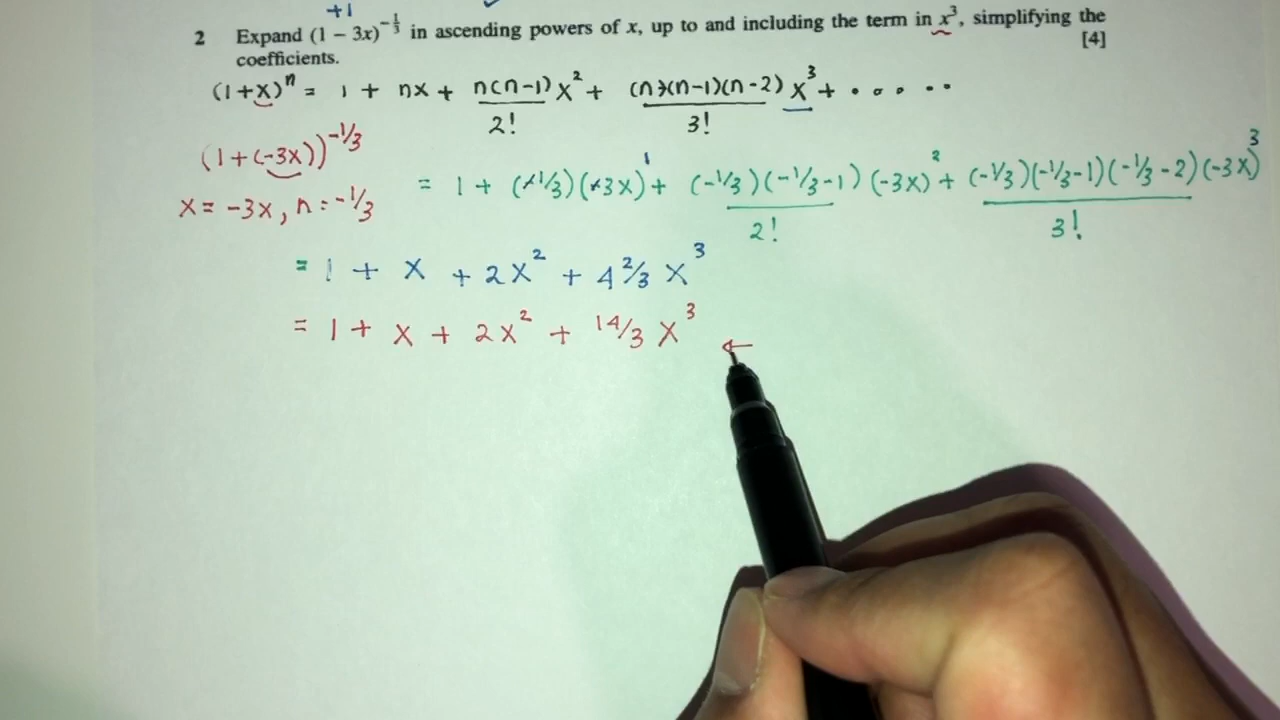 +1
2 Expand (1 − 3x)^{-1/3} in ascending powers of x, up to and including the term in x³, simplifying the
coefficients. [4]
(1+x)ⁿ = 1 + nx + n(n-1)/2! x² + (n)(n-1)(n-2)/3! x³ + . . . . .
(1+(-3x))^{-1/3}
= 1 + (-1/3)(-3x)¹ + (-1/3)(-1/3-1)/2! (-3x)² + (-1/3)(-1/3-1)(-1/3-2)/3! (-3x)³
x = -3x, n = -1/3
= 1 + x + 2x² + 4 2/3 x³
= 1 + x + 2x² + 14/3 x³ ←